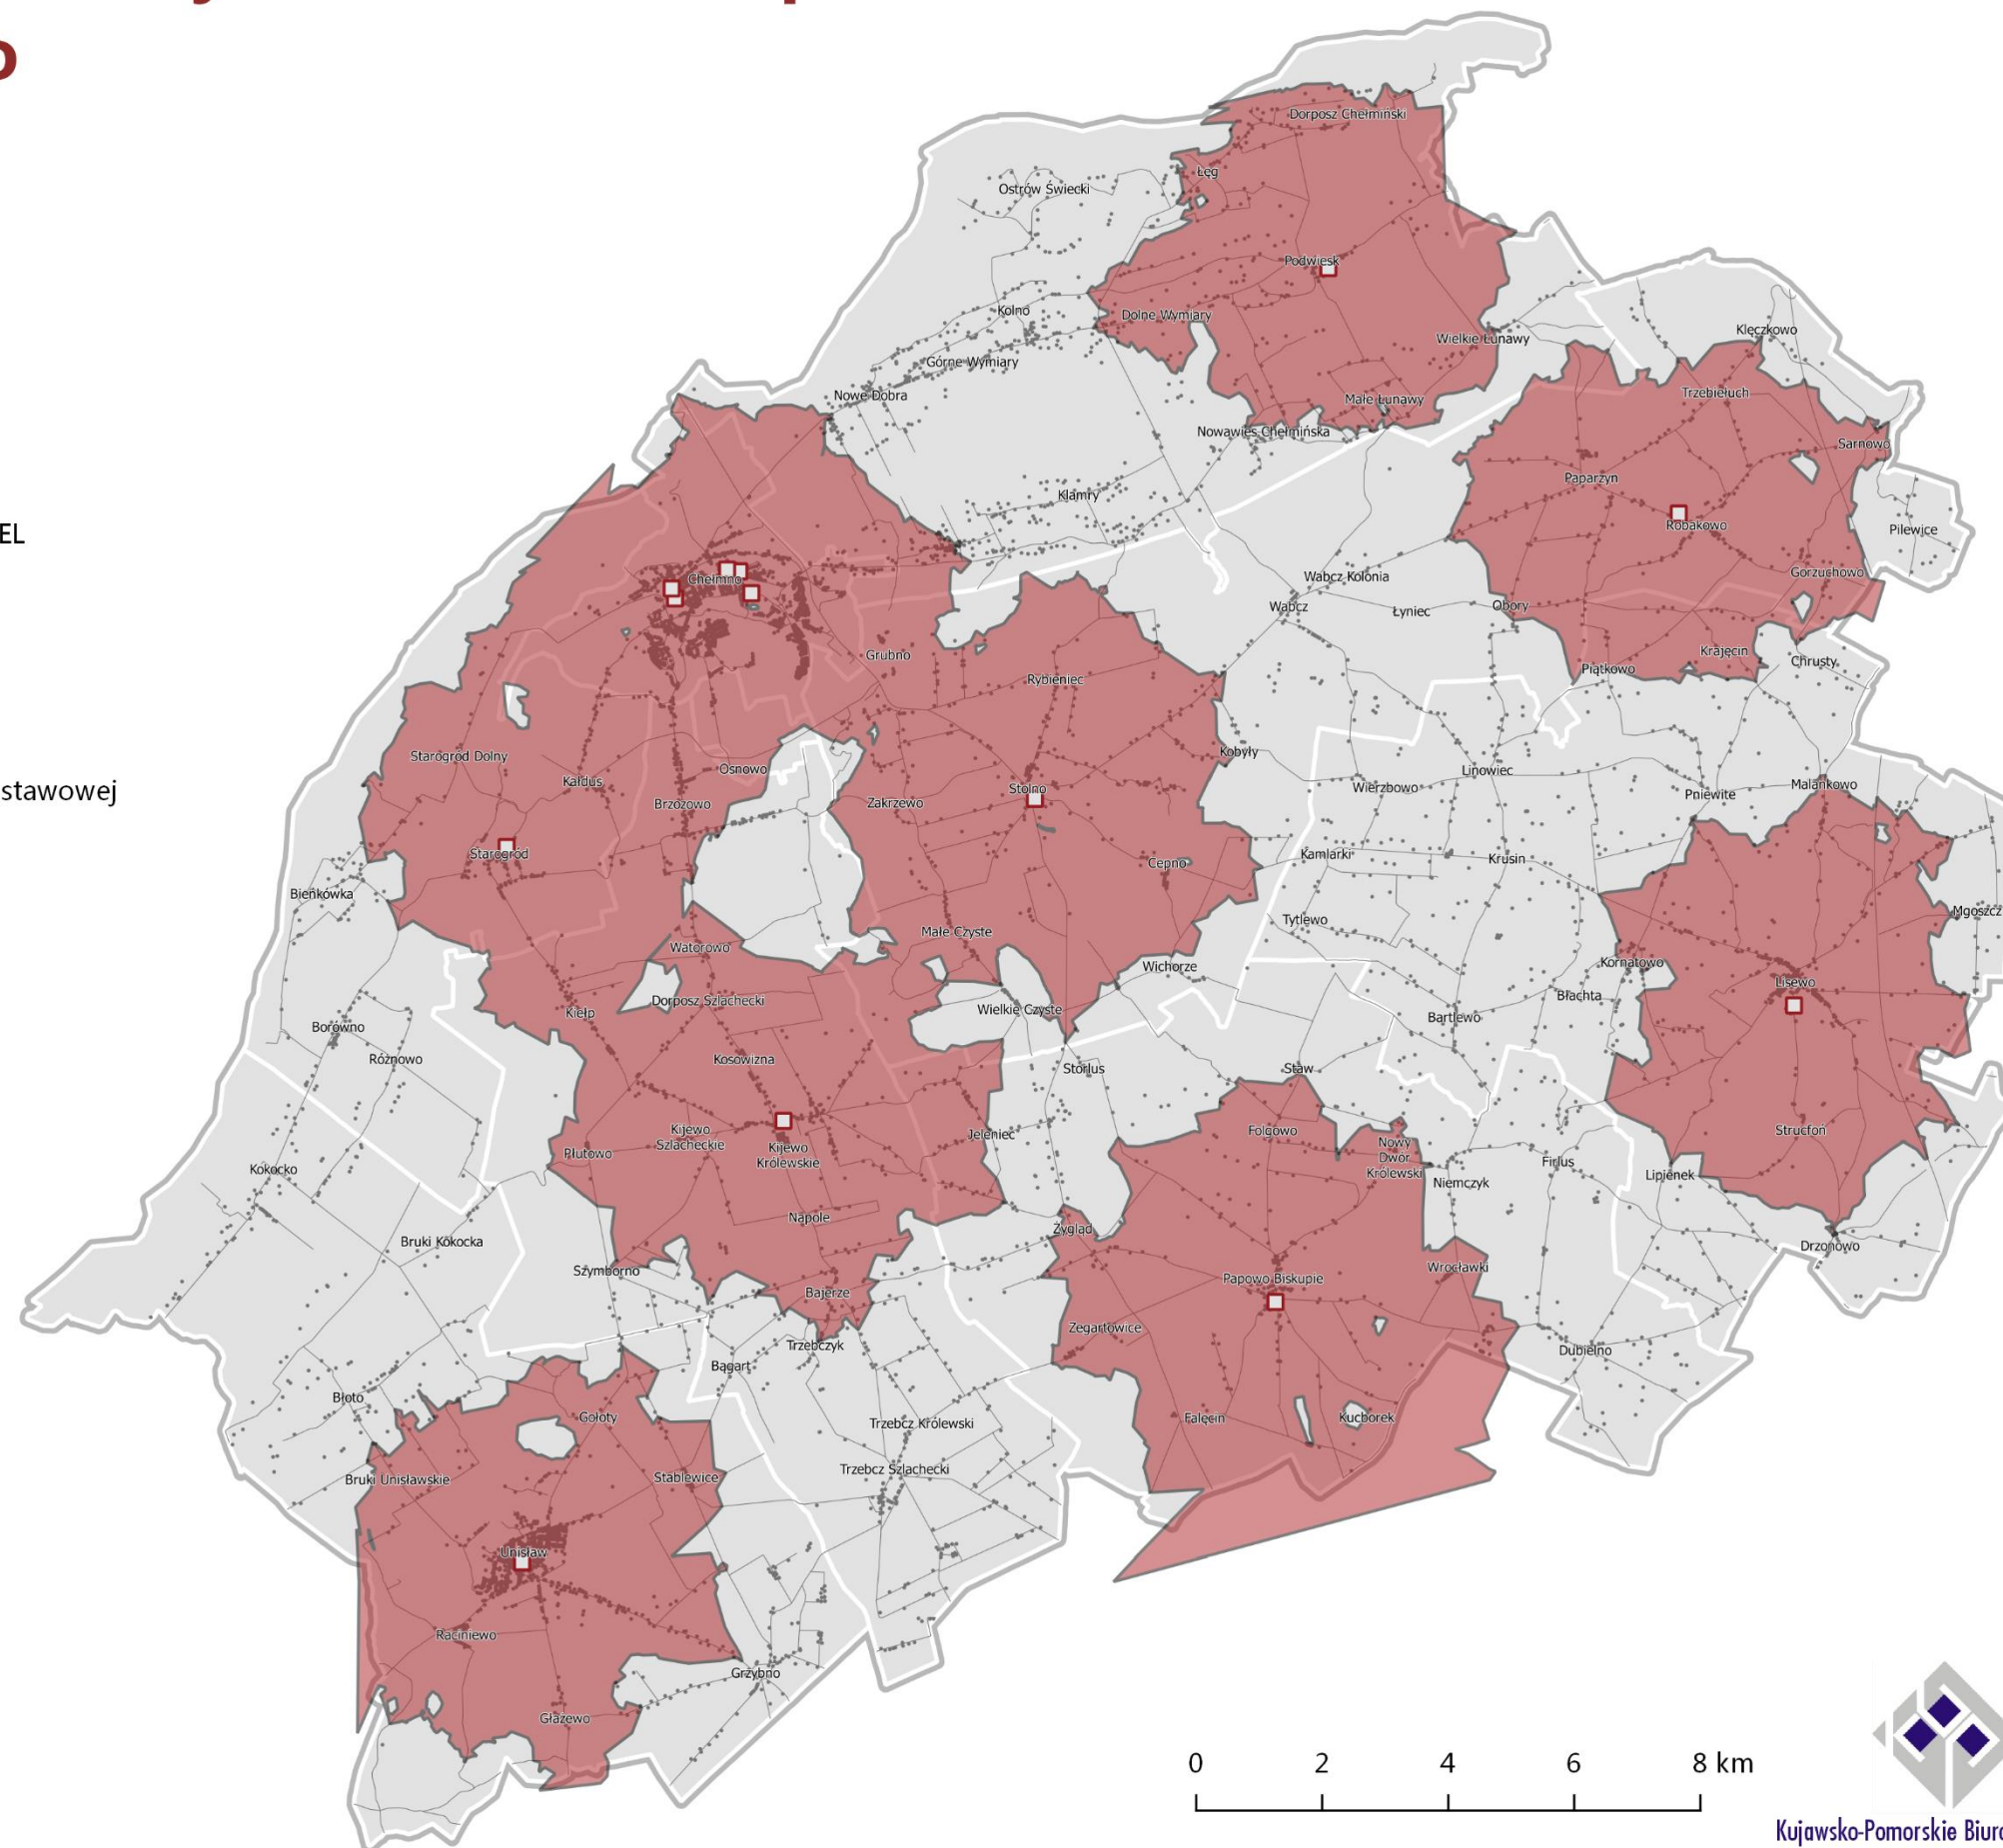 EL
stawowej
Dorposz Chełmiński
Łęg
Ostrów Świecki
Podwiesk
Kolno
Dolne Wymiary
Klęczkowo
Wielkie Łunawy
Górne Wymiary
Trzebiełuch
Nowe Dobra
Małe Łunawy
Nowawieś Chełmińska
Sarnowo
Paparzyn
Klamry
Robakowo
Pilewice
Gorzuchowo
Wabcz Kolonia
Chełmno
Wabcz
Łyniec
Obory
Grubno
Krajęcin
Chrusty
Piątkowo
Rybieniec
Kobyły
Starogród Dolny
Osnowo
Linowiec
Kałdus
Malankowo
Wierzbowo
Stolno
Pniewite
Brzozowo
Zakrzewo
Starogród
Kamlarki
Krusin
Cepno
Bieńkówka
Mgoszcz
Tytlewo
Małe Czyste
Watorowo
Kornatowo
Wichorze
Lisewo
Błachta
Dorposz Szlachecki
Wielkie Czyste
Kiełp
Bartlewo
Borówno
Różnowo
Kosowizna
Storlus
Staw
Kijewo
Szlacheckie
Folgowo
Strucfoń
Jeleniec
Nowy
Dwór
Królewski
Płutowo
Kijewo
Królewskie
Firlus
Kokocko
Lipienek
Niemczyk
Napole
Żygląd
Bruki Kokocka
Drzonowo
Szymborno
Wrocławki
Papowo Biskupie
Bajerze
Zegartowice
Trzebczyk
Dubielno
Bągart
Błoto
Gołoty
Fałęcin
Kucborek
Trzebcz Królewski
Trzebcz Szlachecki
Bruki Unisławskie
Stablewice
Unisław
Raciniewo
Grzybno
Głażewo
0 2 4 6 8 km
Kujawsko-Pomorskie Biuro